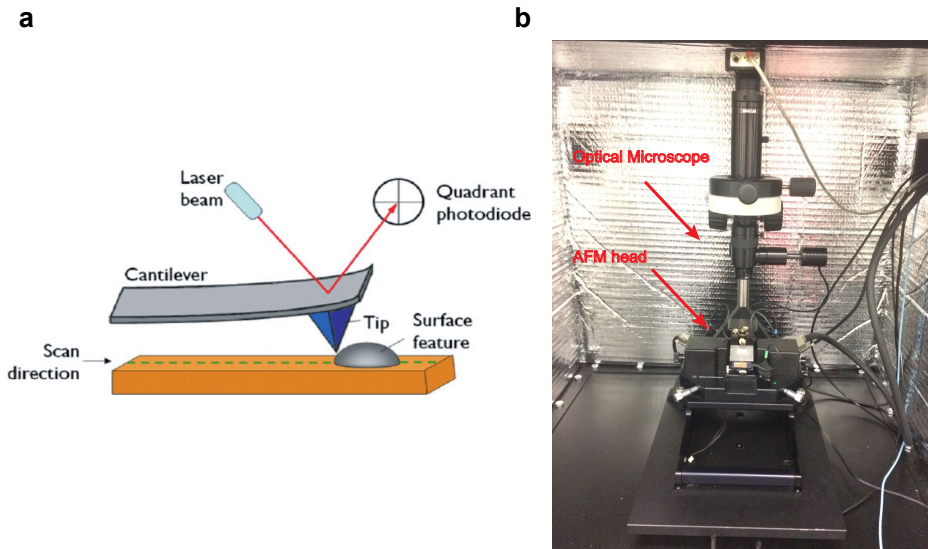 a
Laser
beam
Quadrant
photodiode
Cantilever
Tip
Surface
feature
Scan
direction
b
Optical Microscope
AFM head